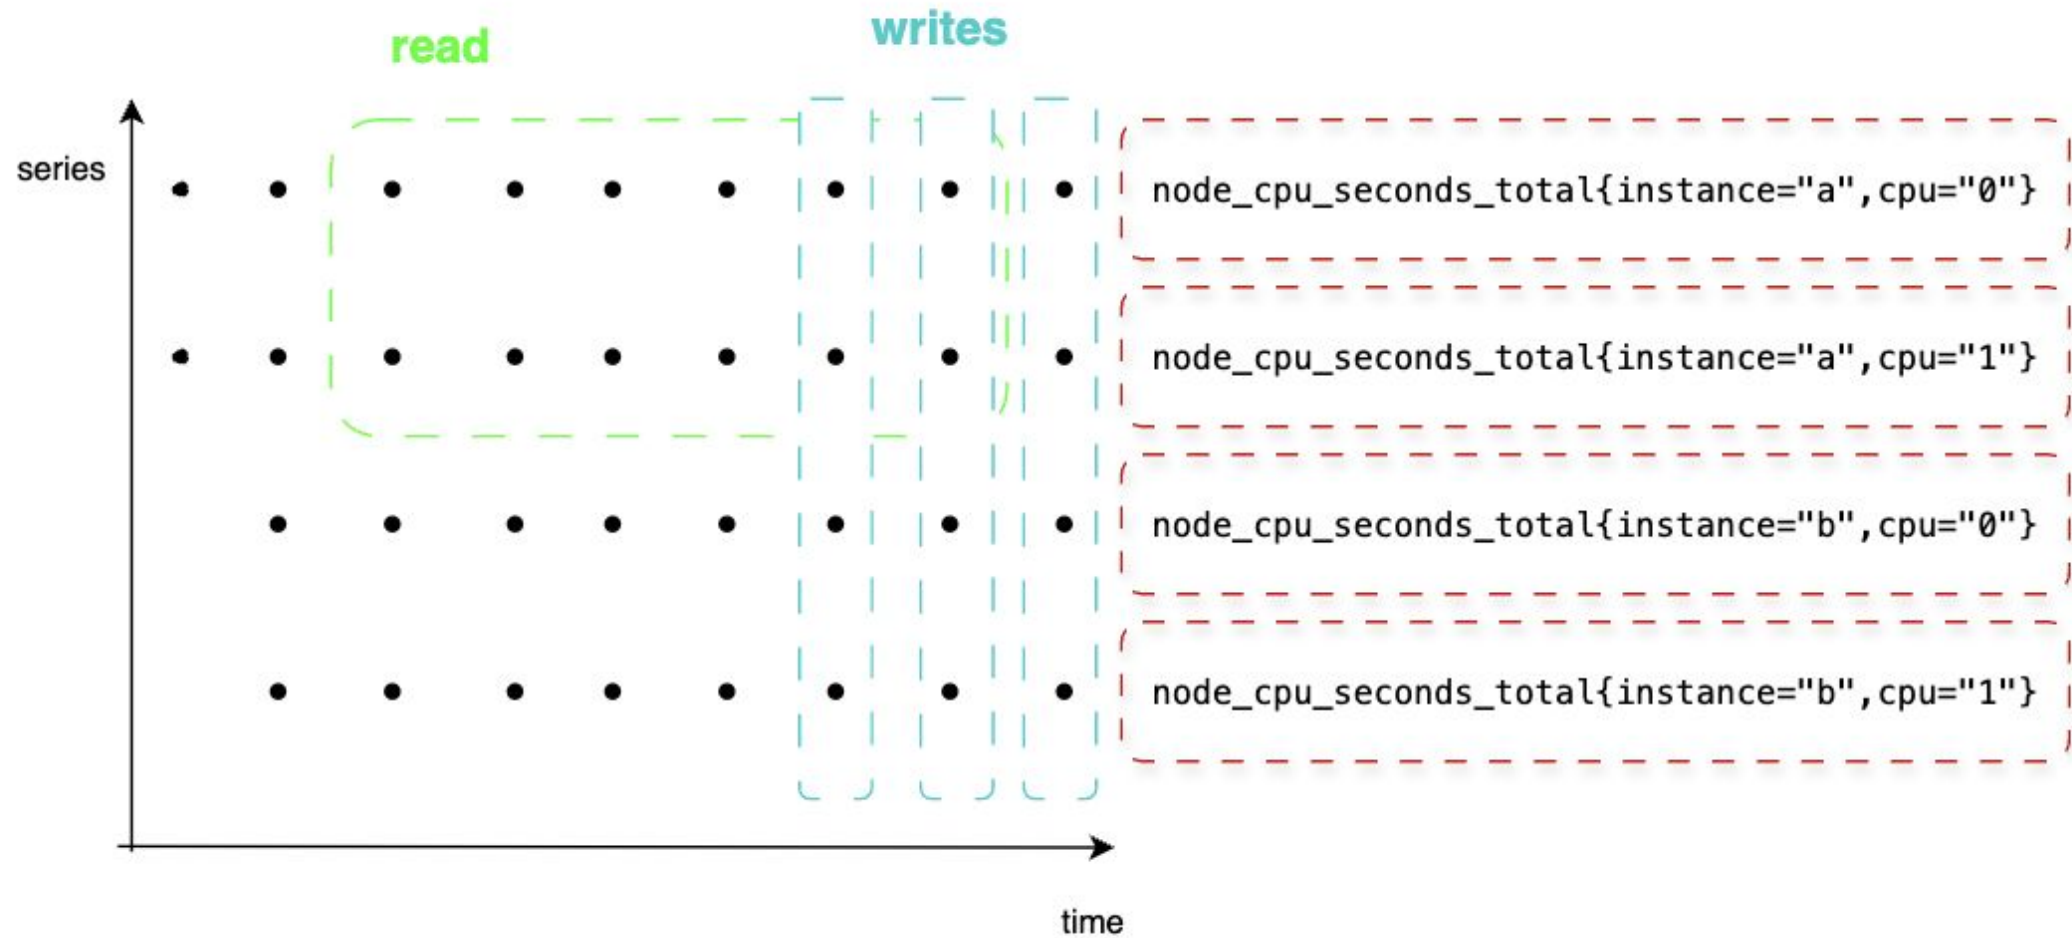 read
writes
series
node_cpu_seconds_total{instance="a",cpu="0"}
node_cpu_seconds_total{instance="a",cpu="1"}
node_cpu_seconds_total{instance="b",cpu="0"}
node_cpu_seconds_total{instance="b",cpu="1"}
time